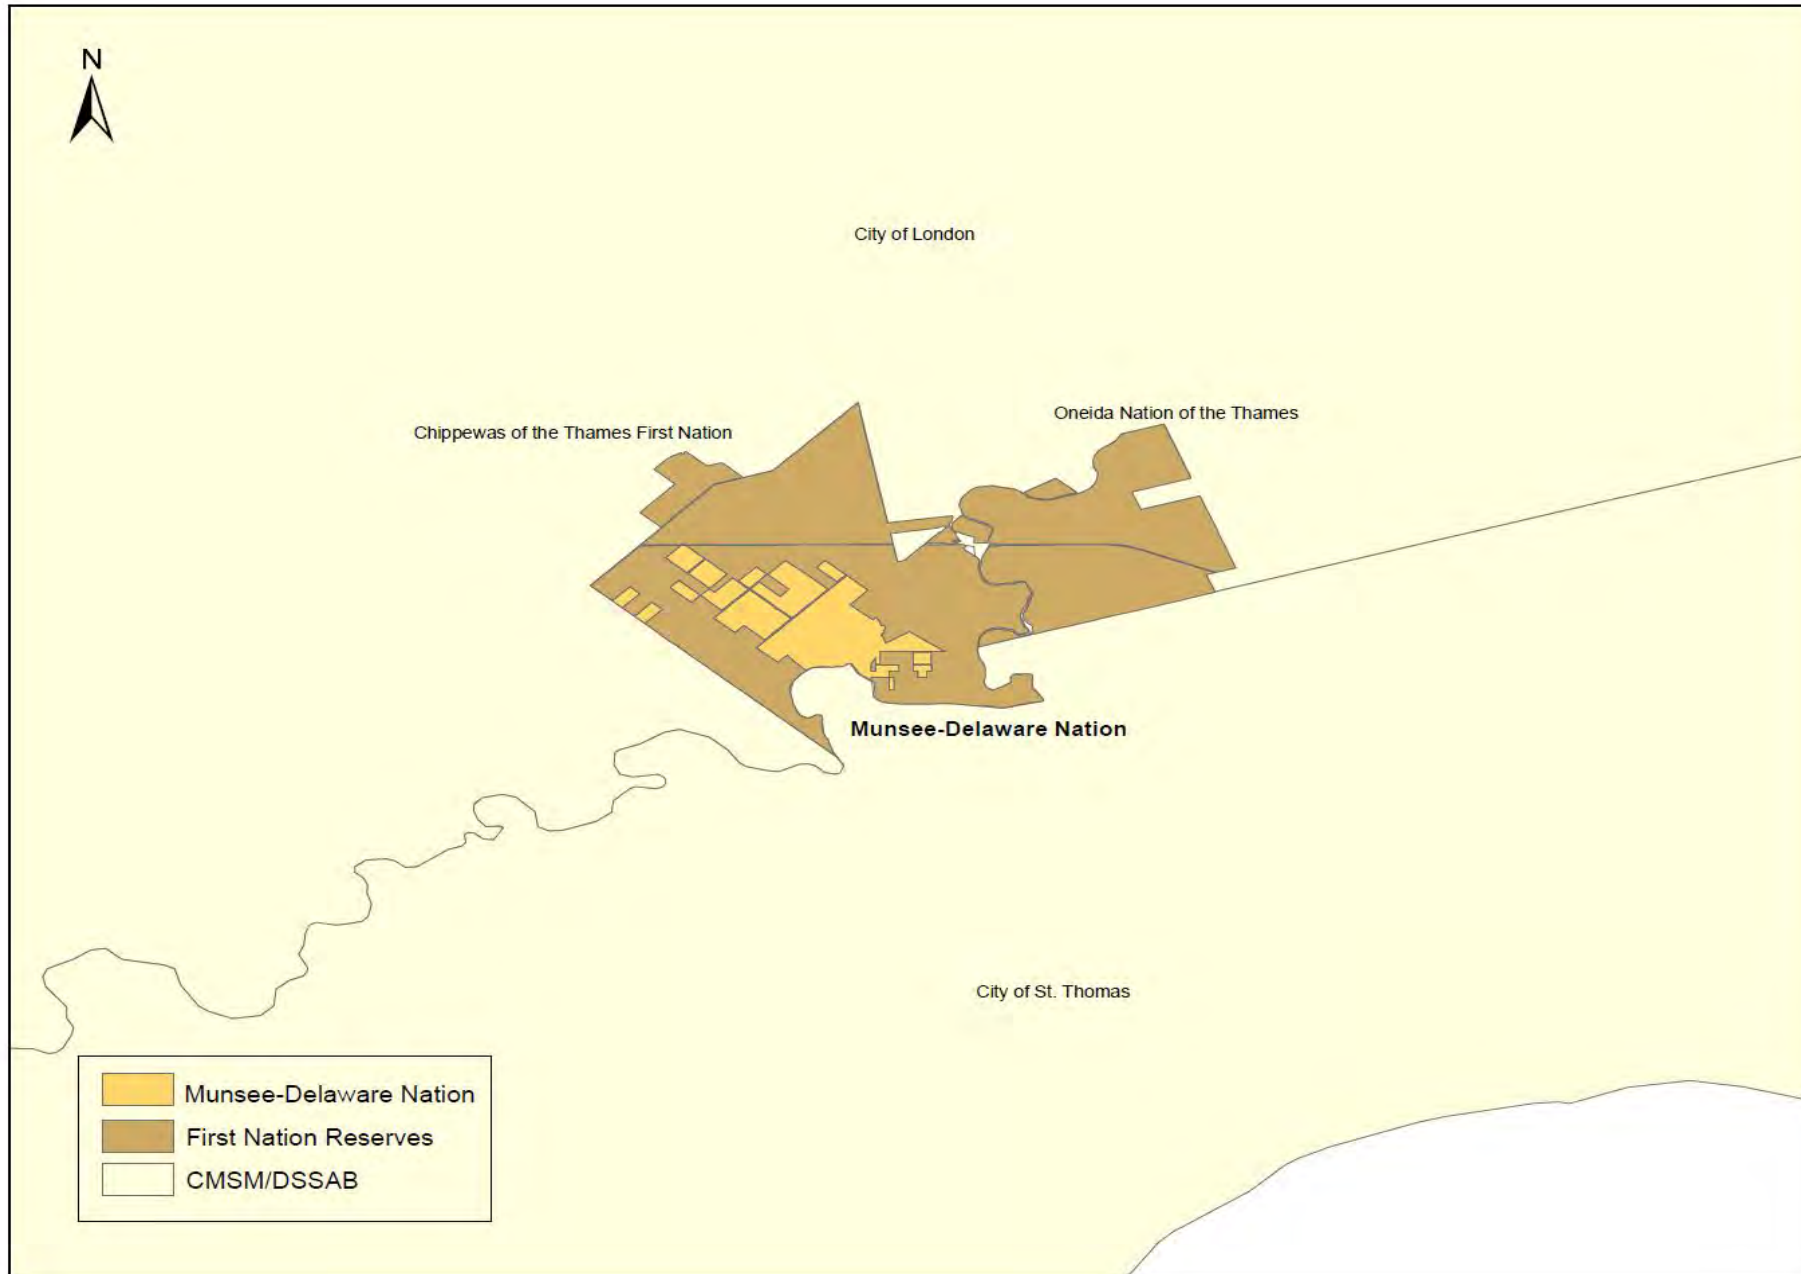 N
City of London
Oneida Nation of the Thames
Chippewas of the Thames First Nation
Munsee-Delaware Nation
City of St. Thomas
Munsee-Delaware Nation
First Nation Reserves
CMSM/DSSAB